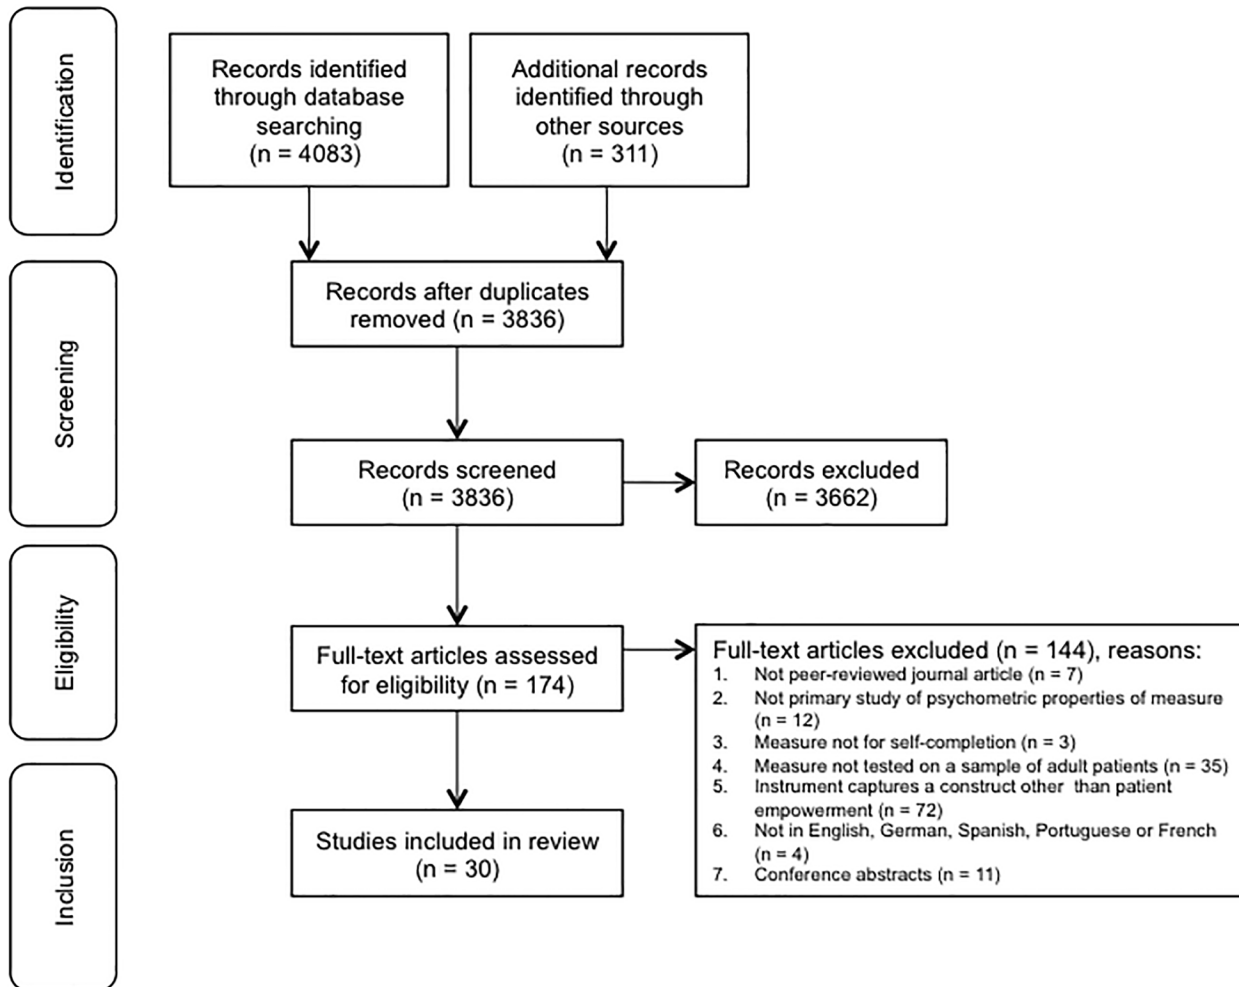 Identification
Records identified
through database
searching
(n = 4083)
Additional records
identified through
other sources
(n = 311)
Screening
Records after duplicates
removed (n = 3836)
Records screened
(n = 3836)
Records excluded
(n = 3662)
Eligibility
Full-text articles assessed
for eligibility (n = 174)
Full-text articles excluded (n = 144), reasons:
1. Not peer-reviewed journal article (n = 7)
2. Not primary study of psychometric properties of measure
(n = 12)
3. Measure not for self-completion (n = 3)
4. Measure not tested on a sample of adult patients (n = 35)
5. Instrument captures a construct other than patient
empowerment (n = 72)
6. Not in English, German, Spanish, Portuguese or French
(n = 4)
7. Conference abstracts (n = 11)
Inclusion
Studies included in review
(n = 30)